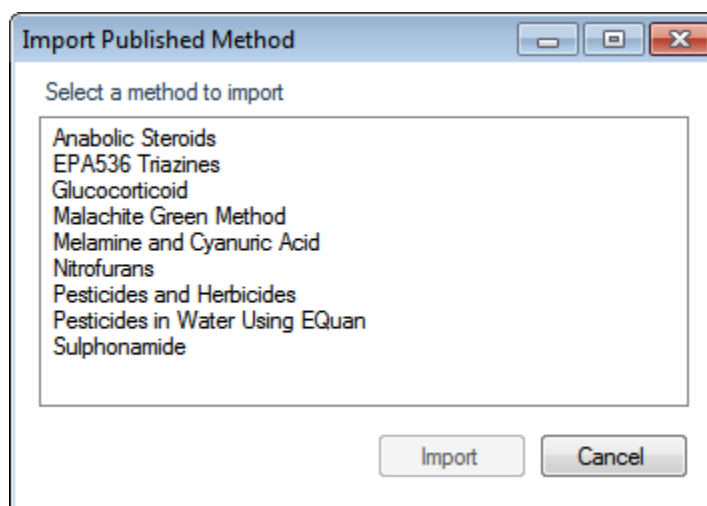 Import Published Method
Select a method to import
Anabolic Steroids
EPA536 Triazines
Glucocorticoid
Malachite Green Method
Melamine and Cyanuric Acid
Nitrofurans
Pesticides and Herbicides
Pesticides in Water Using EQuan
Sulphonamide
Import Cancel